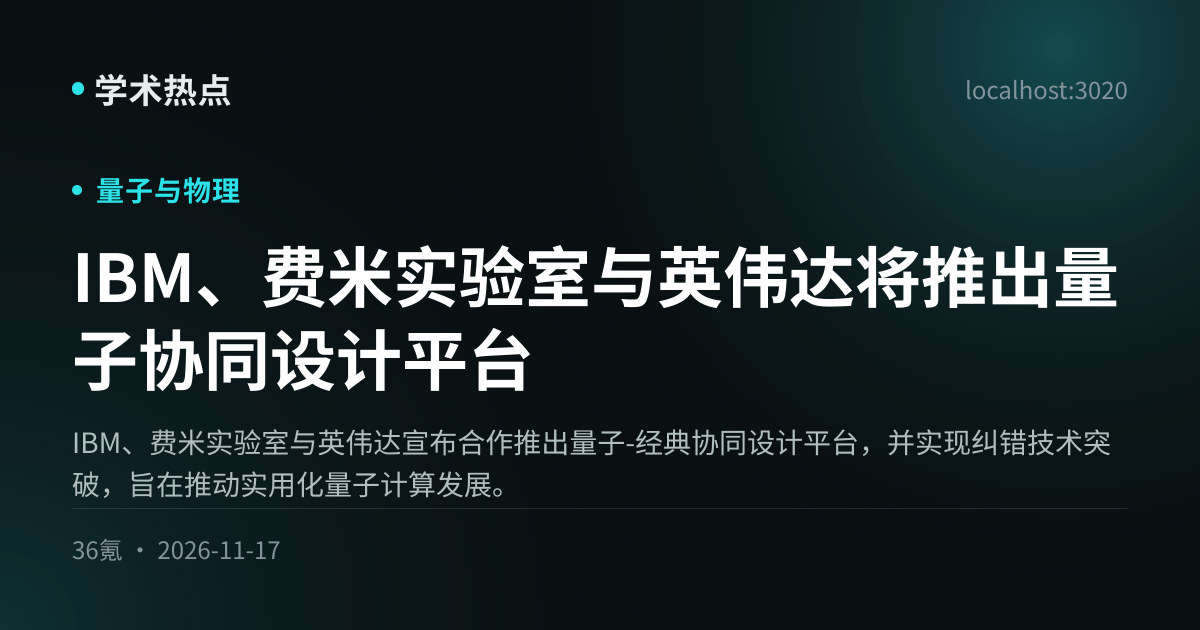 学术热点
localhost:3020
量子与物理
IBM、费米实验室与英伟达将推出量
子协同设计平台
IBM、费米实验室与英伟达宣布合作推出量子-经典协同设计平台，并实现纠错技术突
破，旨在推动实用化量子计算发展。
36氪 · 2026-11-17